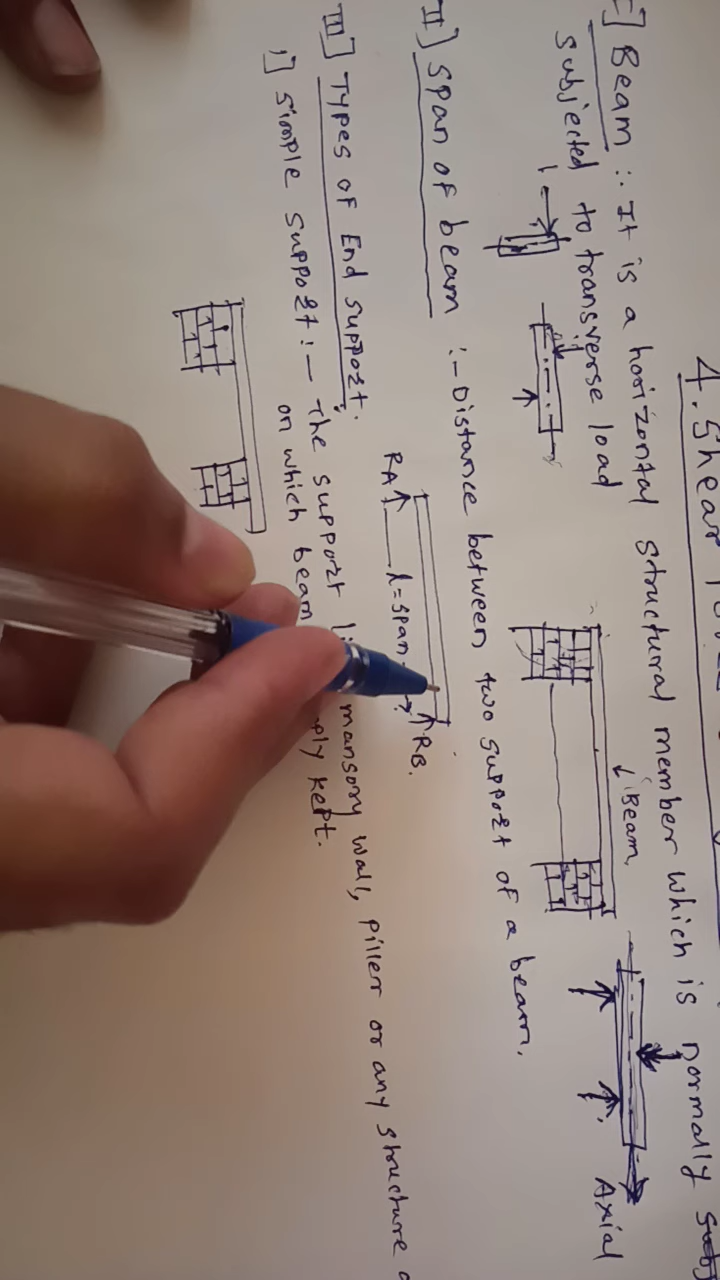 4. Shear
I] Beam :- It is a horizontal structural member which is normally
subjected to transverse load
Beam
Axial
II] Span of beam :- Distance between two support of a beam.
RA
l=span
RB.
III] Types of End support.
1] Simple support :- The support mansory wall, piller or any structure
on which beam kept.